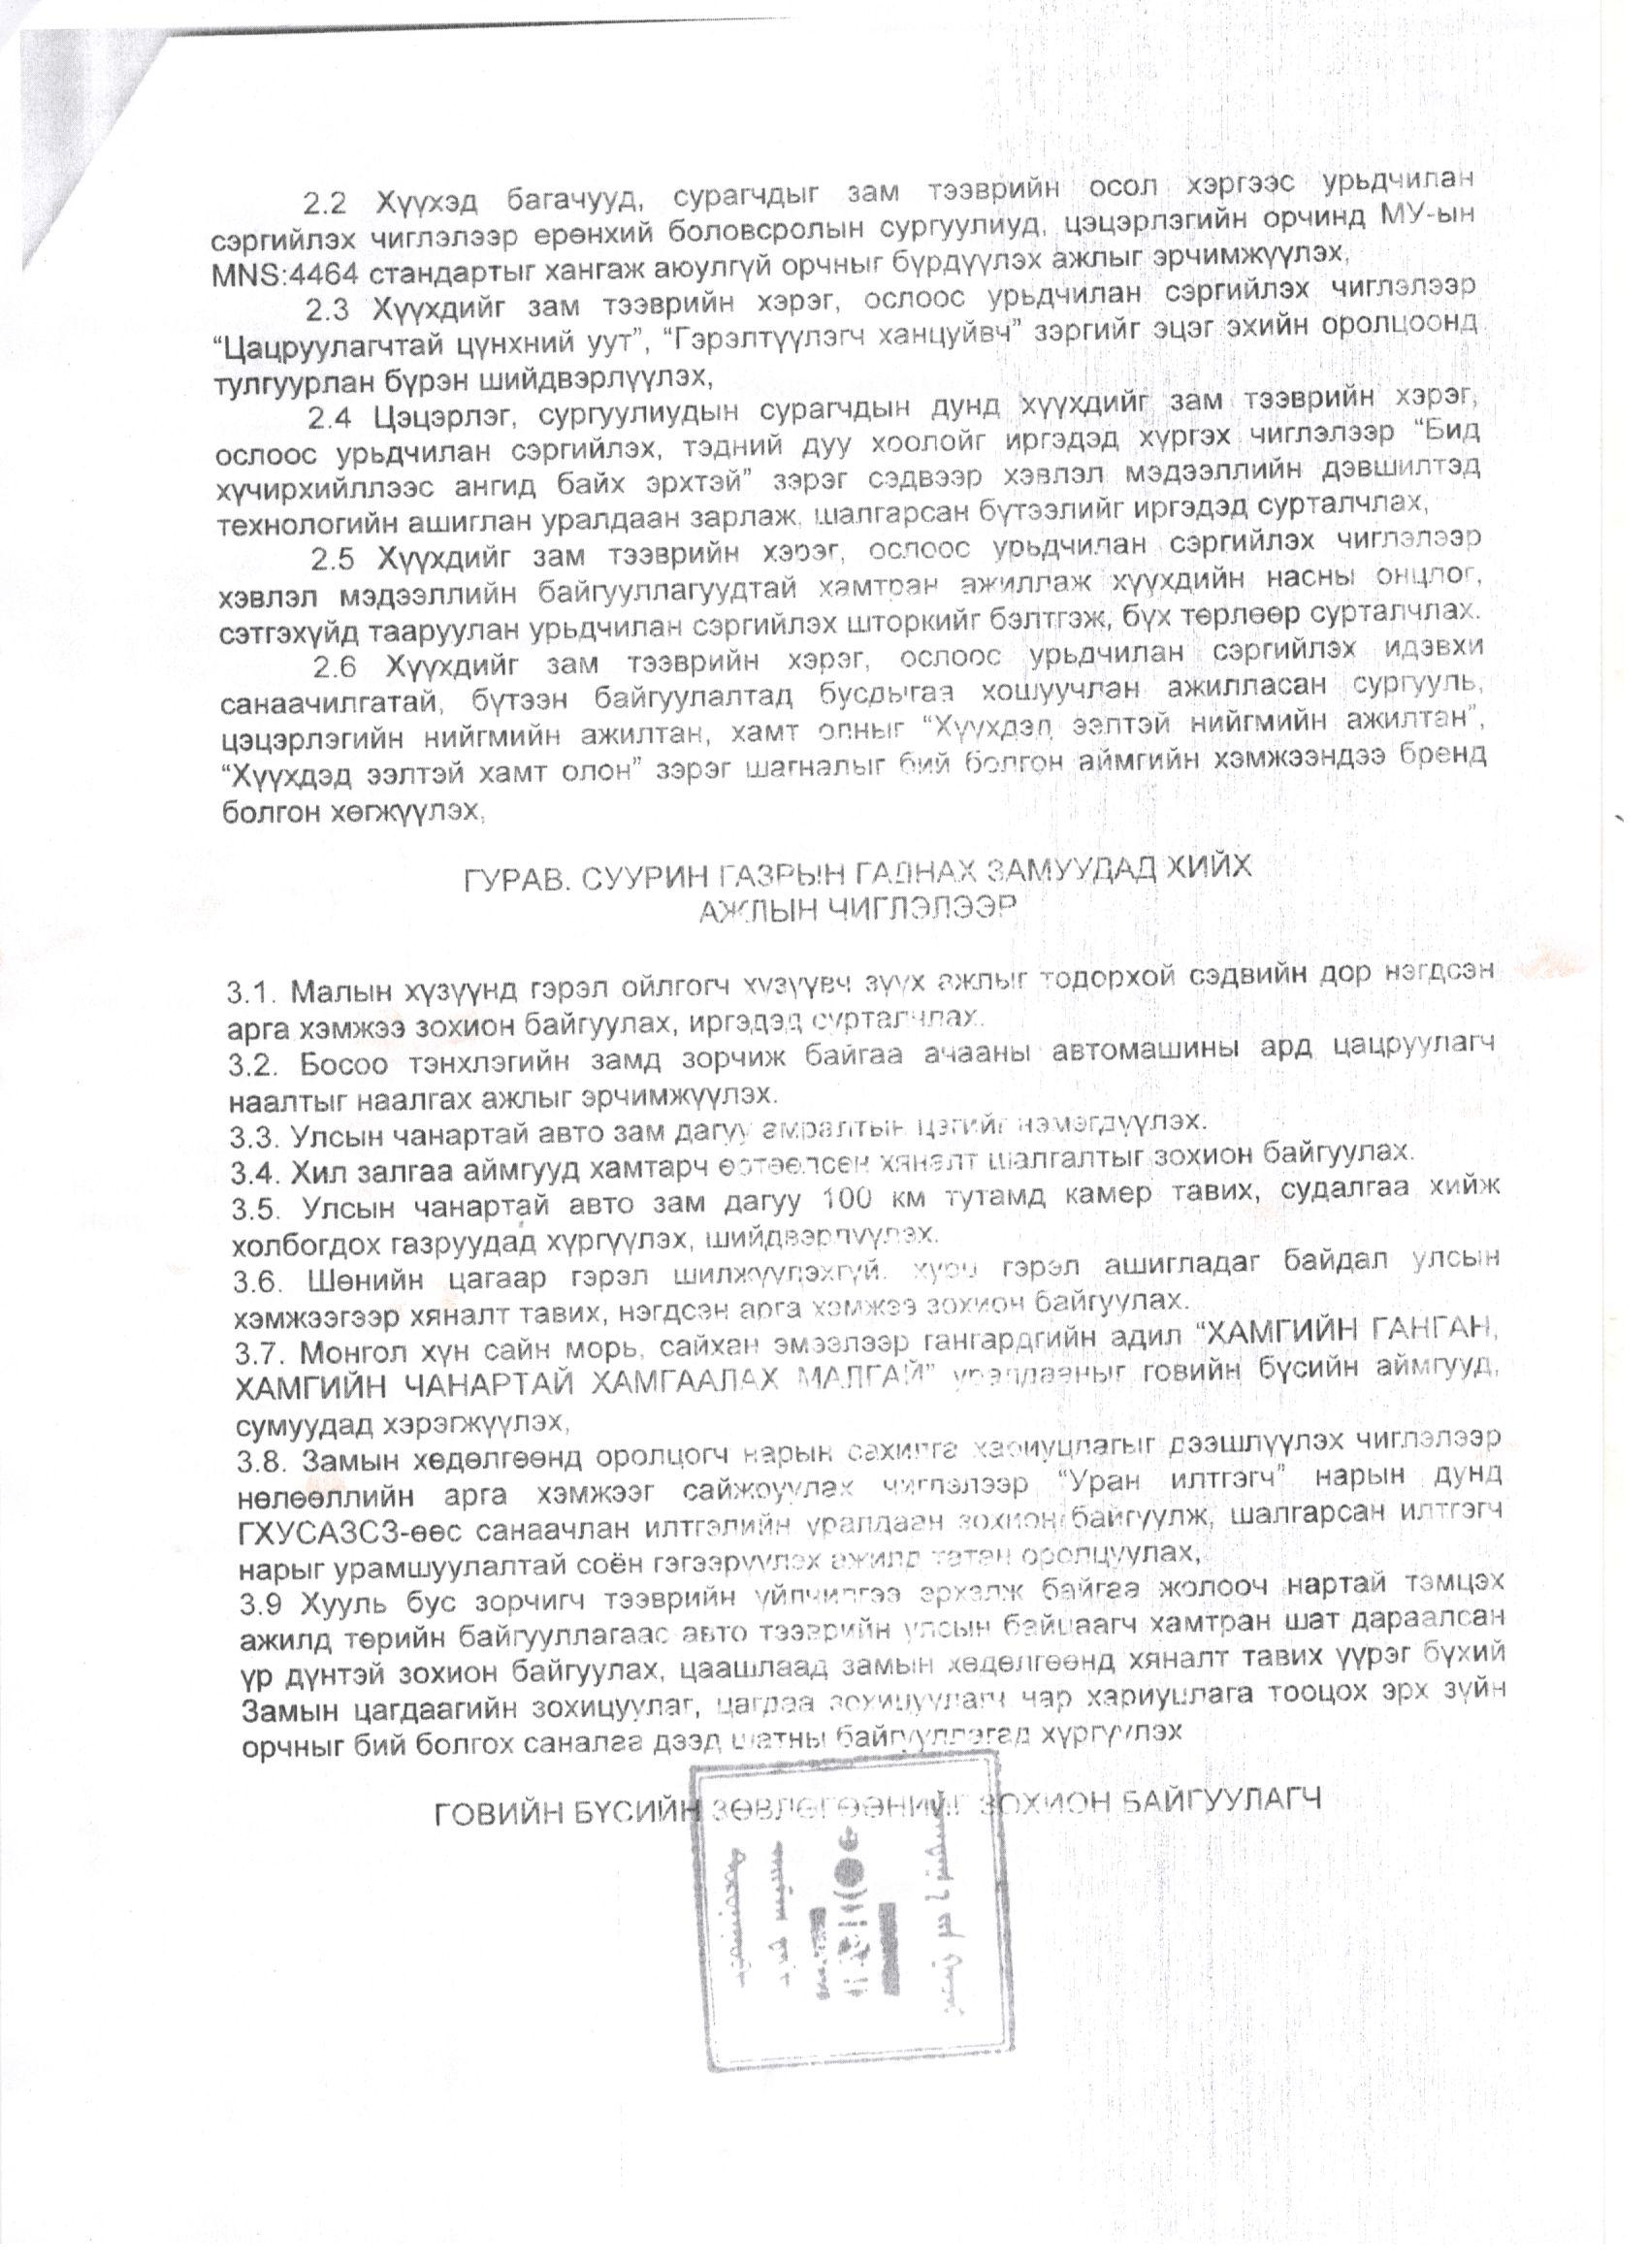 2.2 Хүүхэд багачууд, сурагчдыг зам тээврийн осол хэргээс урьдчилан
сэргийлэх чиглэлээр ерөнхий боловсролын сургуулиуд, цэцэрлэгийн орчинд МУ-ын
MNS:4464 стандартыг хангаж аюулгүй орчныг бүрдүүлэх ажлыг эрчимжүүлэх,
2.3 Хүүхдийг зам тээврийн хэрэг, ослоос урьдчилан сэргийлэх чиглэлээр
“Цацруулагчтай цүнхний уут”, “Гэрэлтүүлэгч ханцуйвч” зэргийг эцэг эхийн оролцоонд
тулгуурлан бүрэн шийдвэрлүүлэх,
2.4 Цэцэрлэг, сургуулиудын сурагчдын дунд хүүхдийг зам тээврийн хэрэг,
ослоос урьдчилан сэргийлэх, тэдний дуу хоолойг иргэдэд хүргэх чиглэлээр “Бид
хүчирхийллээс ангид байх эрхтэй” зэрэг сэдвээр хэвлэл мэдээллийн дэвшилтэд
технологийн ашиглан уралдаан зарлаж, шалгарсан бүтээлийг иргэдэд сурталчлах,
2.5 Хүүхдийг зам тээврийн хэрэг, ослоос урьдчилан сэргийлэх чиглэлээр
хэвлэл мэдээллийн байгууллагуудтай хамтран ажиллаж хүүхдийн насны онцлог,
сэтгэхүйд тааруулан урьдчилан сэргийлэх шторкийг бэлтгэж, бүх төрлөөр сурталчлах.
2.6 Хүүхдийг зам тээврийн хэрэг, ослоос урьдчилан сэргийлэх идэвхи
санаачилгатай, бүтээн байгуулалтад бусдыгаа хошуучлан ажилласан сургууль,
цэцэрлэгийн нийгмийн ажилтан, хамт олныг “Хүүхдэд ээлтэй нийгмийн ажилтан”,
“Хүүхдэд ээлтэй хамт олон” зэрэг шагналыг бий болгон аймгийн хэмжээндээ бренд
болгон хөгжүүлэх,
ГУРАВ. СУУРИН ГАЗРЫН ГАДНАХ ЗАМУУДАД ХИЙХ
АЖЛЫН ЧИГЛЭЛЭЭР
3.1. Малын хүзүүнд гэрэл ойлгогч хүзүүвч зүүх ажлыг тодорхой сэдвийн дор нэгдсэн
арга хэмжээ зохион байгуулах, иргэдэд сурталчлах.
3.2. Босоо тэнхлэгийн замд зорчиж байгаа ачааны автомашины ард цацруулагч
наалтыг наалгах ажлыг эрчимжүүлэх.
3.3. Улсын чанартай авто зам дагуу амралтын цэгийг нэмэгдүүлэх.
3.4. Хил залгаа аймгууд хамтарч өртөөлсөн хяналт шалгалтыг зохион байгуулах.
3.5. Улсын чанартай авто зам дагуу 100 км тутамд камер тавих, судалгаа хийж
холбогдох газруудад хүргүүлэх, шийдвэрлүүлэх.
3.6. Шөнийн цагаар гэрэл шилжүүлэхгүй, хурц гэрэл ашигладаг байдал улсын
хэмжээгээр хяналт тавих, нэгдсэн арга хэмжээ зохион байгуулах.
3.7. Монгол хүн сайн морь, сайхан эмээлээр гангардгийн адил “ХАМГИЙН ГАНГАН,
ХАМГИЙН ЧАНАРТАЙ ХАМГААЛАХ МАЛГАЙ” уралдааныг говийн бүсийн аймгууд,
сумуудад хэрэгжүүлэх,
3.8. Замын хөдөлгөөнд оролцогч нарын сахилга хариуцлагыг дээшлүүлэх чиглэлээр
нөлөөллийн арга хэмжээг сайжруулах чиглэлээр “Уран илтгэгч” нарын дунд
ГХУСАЗСЗ-өөс санаачлан илтгэлийн уралдаан зохион байгуулж, шалгарсан илтгэгч
нарыг урамшуулалтай соён гэгээрүүлэх ажилд татан оролцуулах,
3.9 Хууль бус зорчигч тээврийн үйлчилгээ эрхэлж байгаа жолооч нартай тэмцэх
ажилд төрийн байгууллагаас авто тээврийн улсын байцаагч хамтран шат дараалсан
үр дүнтэй зохион байгуулах, цаашлаад замын хөдөлгөөнд хяналт тавих үүрэг бүхий
Замын цагдаагийн зохицуулаг, цагдаа зохицуулагч нар хариуцлага тооцох эрх зүйн
орчныг бий болгох саналаа дээд шатны байгууллагад хүргүүлэх
ГОВИЙН БҮСИЙН ЗӨВЛӨГӨӨНИЙГ ЗОХИОН БАЙГУУЛАГЧ